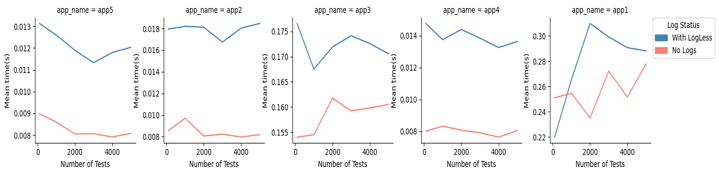 app_name = app5
0.013
0.012
0.011
0.010
0.009
0.008
Mean time(s)
0
2000
4000
Number of Tests
app_name = app2
0.018
0.016
0.014
0.012
0.010
0.008
Mean time(s)
0
2000
4000
Number of Tests
app_name = app3
0.175
0.170
0.165
0.160
0.155
Mean time(s)
0
2000
4000
Number of Tests
app_name = app4
0.014
0.012
0.010
0.008
Mean time(s)
0
2000
4000
Number of Tests
app_name = app1
0.30
0.28
0.26
0.24
0.22
Mean time(s)
0
2000
4000
Number of Tests
Log Status
With LogLess
No Logs